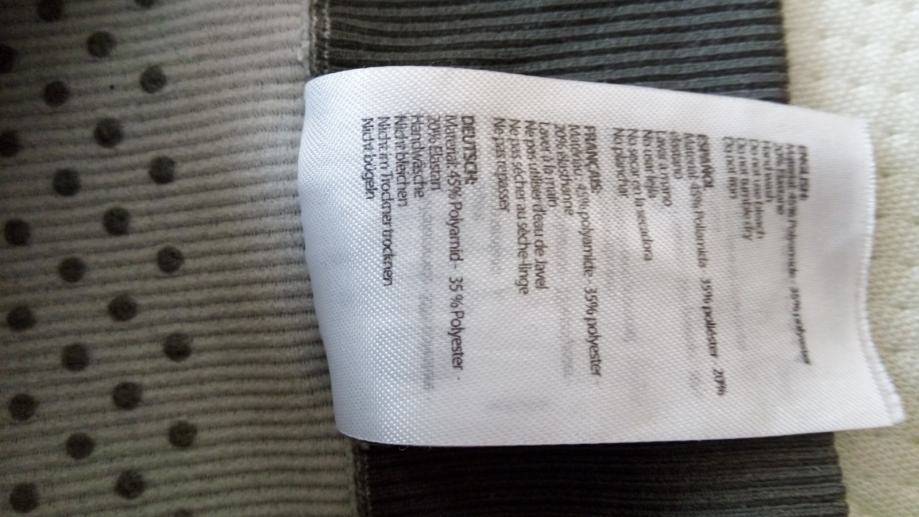 ENGLISH:
Material: 45% Polyamide - 35% polyester
20% Elastane
Hand wash
Do not use bleach
Do not tumble dry
Do not iron
ESPAÑOL
Material: 45% Poliamida - 35% poliéster - 20%
elastano
Lavar a mano
No usar lejía
No secar en la secadora
No planchar
FRANÇAIS:
Matériau : 45% polyamide - 35% polyester -
20% élasthanne
Laver à la main
Ne pas utiliser d'eau de Javel
Ne pas sécher au sèche-linge
Ne pas repasser
DEUTSCH:
Material: 45% Polyamid - 35 % Polyester -
20% Elastan
Handwäsche
Nicht bleichen
Nicht im Trockner trocknen
Nicht bügeln